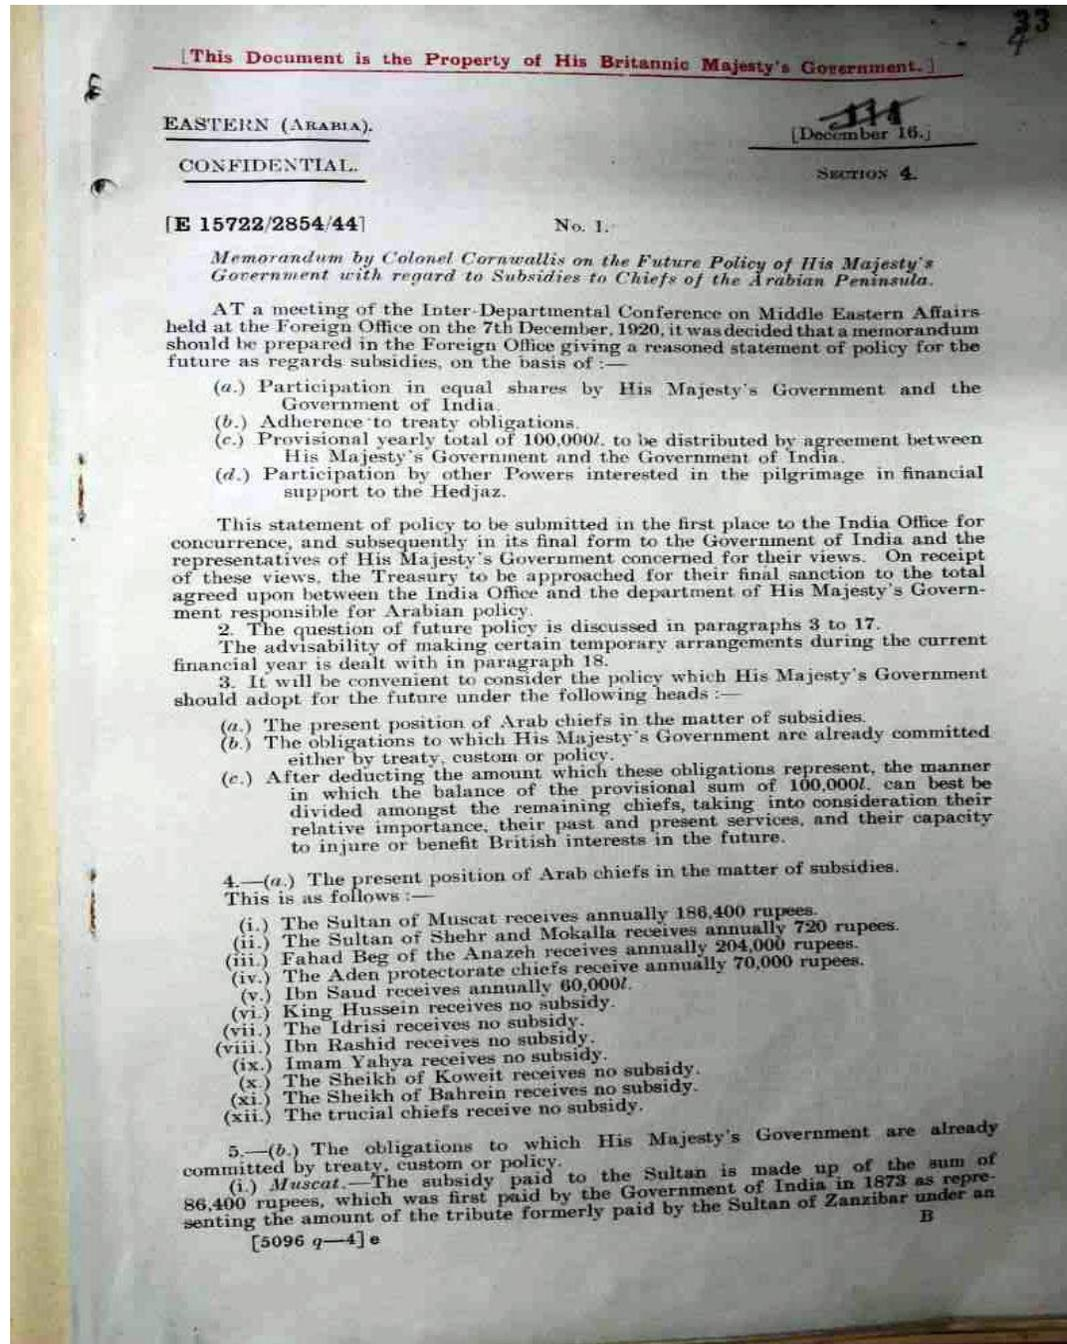 33
4
[This Document is the Property of His Britannic Majesty's Government.]
EASTERN (ARABIA).
[December 16.]
CONFIDENTIAL.
SECTION 4.
[E 15722/2854/44]
No. 1.
Memorandum by Colonel Cornwallis on the Future Policy of His Majesty's
Government with regard to Subsidies to Chiefs of the Arabian Peninsula.
AT a meeting of the Inter-Departmental Conference on Middle Eastern Affairs
held at the Foreign Office on the 7th December, 1920, it was decided that a memorandum
should be prepared in the Foreign Office giving a reasoned statement of policy for the
future as regards subsidies, on the basis of :—
(a.) Participation in equal shares by His Majesty's Government and the
Government of India.
(b.) Adherence to treaty obligations.
(c.) Provisional yearly total of 100,000l. to be distributed by agreement between
His Majesty's Government and the Government of India.
(d.) Participation by other Powers interested in the pilgrimage in financial
support to the Hedjaz.
This statement of policy to be submitted in the first place to the India Office for
concurrence, and subsequently in its final form to the Government of India and the
representatives of His Majesty's Government concerned for their views. On receipt
of these views, the Treasury to be approached for their final sanction to the total
agreed upon between the India Office and the department of His Majesty's Govern-
ment responsible for Arabian policy.
2. The question of future policy is discussed in paragraphs 3 to 17.
The advisability of making certain temporary arrangements during the current
financial year is dealt with in paragraph 18.
3. It will be convenient to consider the policy which His Majesty's Government
should adopt for the future under the following heads :—
(a.) The present position of Arab chiefs in the matter of subsidies.
(b.) The obligations to which His Majesty's Government are already committed
either by treaty, custom or policy.
(c.) After deducting the amount which these obligations represent, the manner
in which the balance of the provisional sum of 100,000l. can best be
divided amongst the remaining chiefs, taking into consideration their
relative importance, their past and present services, and their capacity
to injure or benefit British interests in the future.
4.—(a.) The present position of Arab chiefs in the matter of subsidies.
This is as follows :—
(i.) The Sultan of Muscat receives annually 186,400 rupees.
(ii.) The Sultan of Shehr and Mokalla receives annually 720 rupees.
(iii.) Fahad Beg of the Anazeh receives annually 204,000 rupees.
(iv.) The Aden protectorate chiefs receive annually 70,000 rupees.
(v.) Ibn Saud receives annually 60,000l.
(vi.) King Hussein receives no subsidy.
(vii.) The Idrisi receives no subsidy.
(viii.) Ibn Rashid receives no subsidy.
(ix.) Imam Yahya receives no subsidy.
(x.) The Sheikh of Koweit receives no subsidy.
(xi.) The Sheikh of Bahrein receives no subsidy.
(xii.) The trucial chiefs receive no subsidy.
5.—(b.) The obligations to which His Majesty's Government are already
committed by treaty, custom or policy.
(i.) Muscat.—The subsidy paid to the Sultan is made up of the sum of
86,400 rupees, which was first paid by the Government of India in 1873 as repre-
senting the amount of the tribute formerly paid by the Sultan of Zanzibar under an
B
[5096 q—4] e